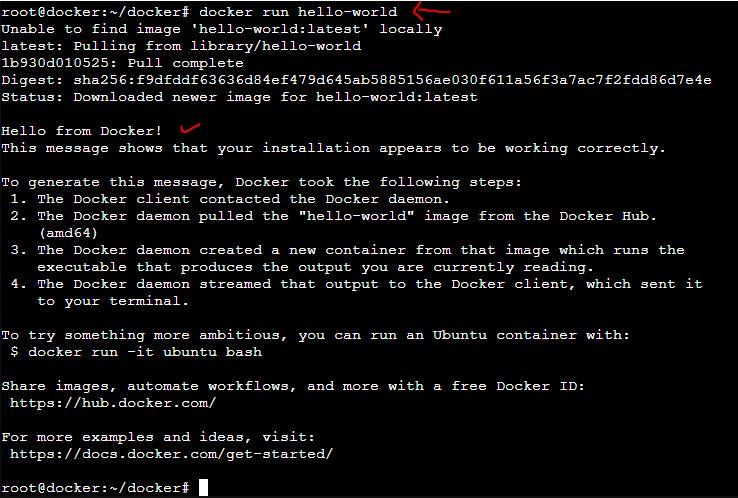 root@docker:~/docker# docker run hello-world
Unable to find image 'hello-world:latest' locally
latest: Pulling from library/hello-world
1b930d010525: Pull complete
Digest: sha256:f9dfddf63636d84ef479d645ab5885156ae030f611a56f3a7ac7f2fdd86d7e4e
Status: Downloaded newer image for hello-world:latest
Hello from Docker!
This message shows that your installation appears to be working correctly.
To generate this message, Docker took the following steps:
1. The Docker client contacted the Docker daemon.
2. The Docker daemon pulled the "hello-world" image from the Docker Hub.
(amd64)
3. The Docker daemon created a new container from that image which runs the
executable that produces the output you are currently reading.
4. The Docker daemon streamed that output to the Docker client, which sent it
to your terminal.
To try something more ambitious, you can run an Ubuntu container with:
$ docker run -it ubuntu bash
Share images, automate workflows, and more with a free Docker ID:
https://hub.docker.com/
For more examples and ideas, visit:
https://docs.docker.com/get-started/
root@docker:~/docker#